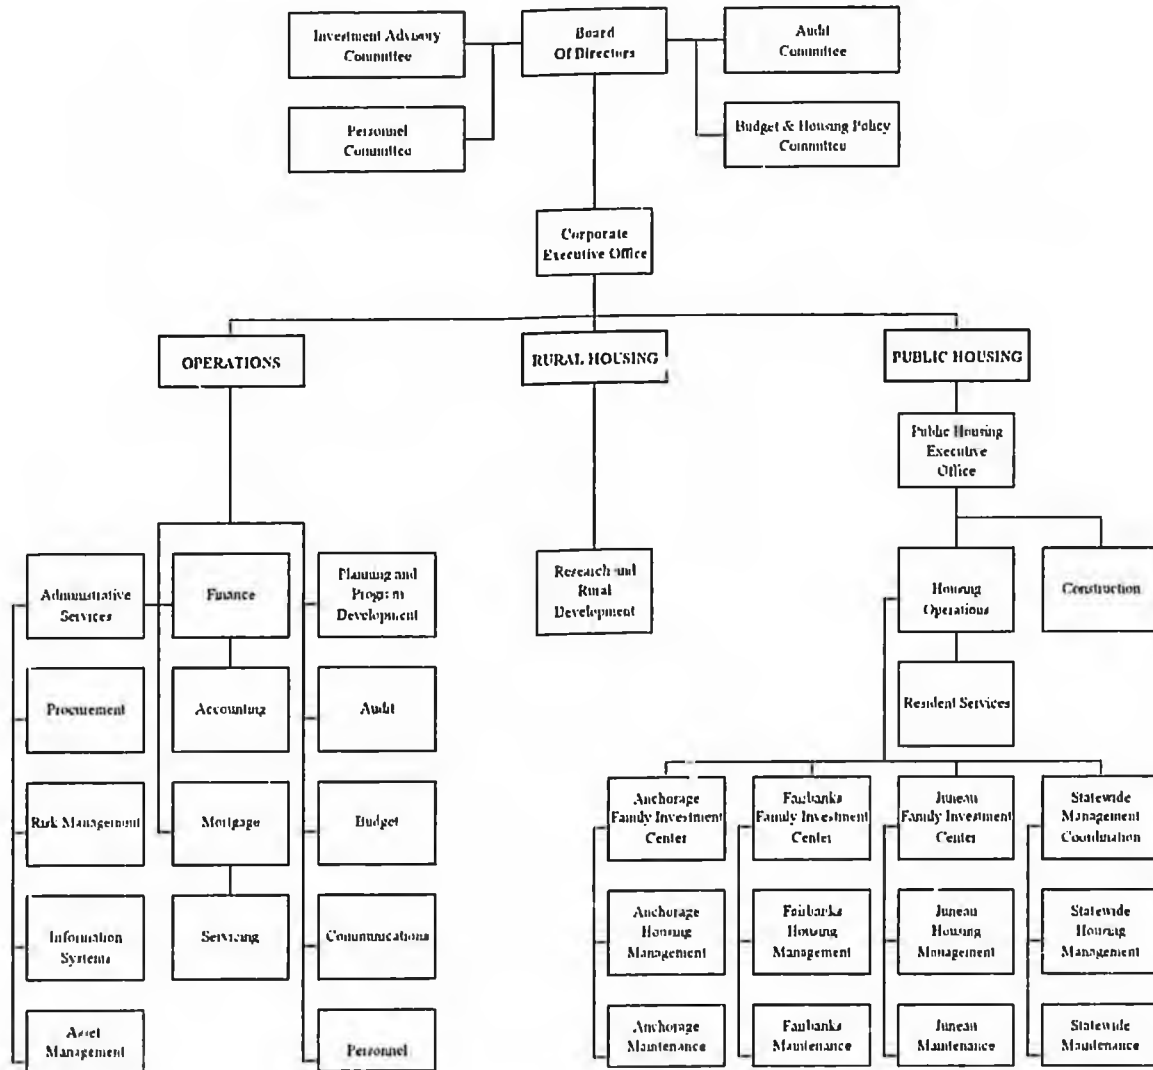 Investment Advisory
Committee
Board
Of Directors
Audit
Committee
Personnel
Committee
Budget & Housing Policy
Committee
Corporate
Executive Office
OPERATIONS
RURAL HOUSING
PUBLIC HOUSING
Public Housing
Executive
Office
Administrative
Services
Finance
Planning and
Program
Development
Research and
Rural
Development
Housing
Operations
Construction
Procurement
Accounting
Audit
Resident Services
Risk Management
Mortgage
Budget
Anchorage
Family Investment
Center
Fairbanks
Family Investment
Center
Juneau
Family Investment
Center
Statewide
Management
Coordination
Information
Systems
Servicing
Communications
Anchorage
Housing
Management
Fairbanks
Housing
Management
Juneau
Housing
Management
Statewide
Housing
Management
Asset
Management
Personnel
Anchorage
Maintenance
Fairbanks
Maintenance
Juneau
Maintenance
Statewide
Maintenance